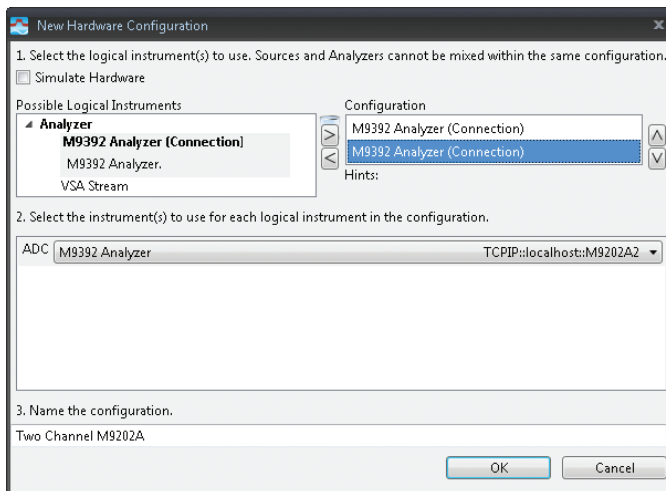 New Hardware Configuration
x
1. Select the logical instrument(s) to use. Sources and Analyzers cannot be mixed within the same configuration.
Simulate Hardware
Possible Logical Instruments
Configuration
Analyzer
M9392 Analyzer (Connection)
M9392 Analyzer.
VSA Stream
>
<
M9392 Analyzer (Connection)
M9392 Analyzer (Connection)
Hints:
2. Select the instrument(s) to use for each logical instrument in the configuration.
ADC M9392 Analyzer TCPIP::localhost::M9202A2
3. Name the configuration.
Two Channel M9202A
OK Cancel